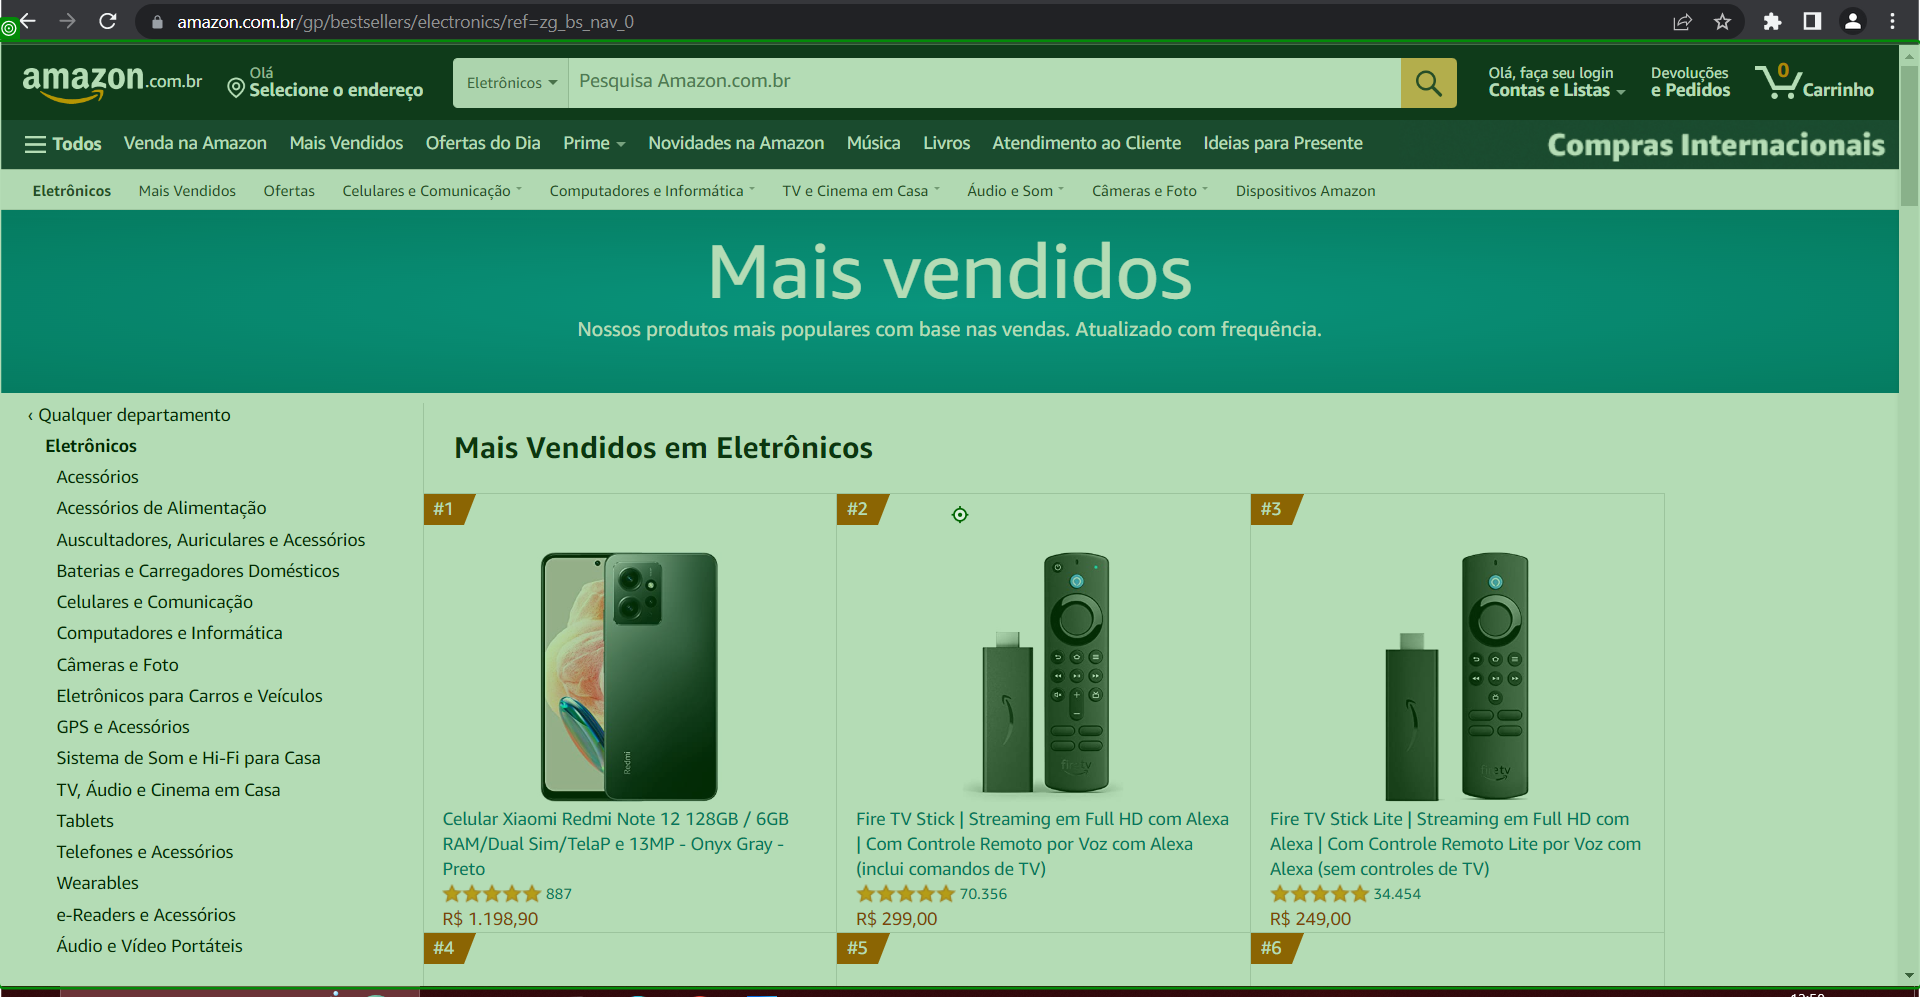 amazon.com.br/gp/bestsellers/electronics/ref=zg_bs_nav_0
amazon.com.br
Olá
Selecione o endereço
Eletrônicos
Pesquisa Amazon.com.br
Olá, faça seu login
Contas e Listas
Devoluções
e Pedidos
0
Carrinho
Todos
Venda na Amazon
Mais Vendidos
Ofertas do Dia
Prime
Novidades na Amazon
Música
Livros
Atendimento ao Cliente
Ideias para Presente
Compras Internacionais
Eletrônicos
Mais Vendidos
Ofertas
Celulares e Comunicação
Computadores e Informática
TV e Cinema em Casa
Áudio e Som
Câmeras e Foto
Dispositivos Amazon
Mais vendidos
Nossos produtos mais populares com base nas vendas. Atualizado com frequência.
‹ Qualquer departamento
Eletrônicos
Acessórios
Acessórios de Alimentação
Auscultadores, Auriculares e Acessórios
Baterias e Carregadores Domésticos
Celulares e Comunicação
Computadores e Informática
Câmeras e Foto
Eletrônicos para Carros e Veículos
GPS e Acessórios
Sistema de Som e Hi-Fi para Casa
TV, Áudio e Cinema em Casa
Tablets
Telefones e Acessórios
Wearables
e-Readers e Acessórios
Áudio e Vídeo Portáteis
Mais Vendidos em Eletrônicos
#1
Redmi
Celular Xiaomi Redmi Note 12 128GB / 6GB
RAM/Dual Sim/TelaP e 13MP - Onyx Gray -
Preto
887
R$ 1.198,90
#2
firetv
Fire TV Stick | Streaming em Full HD com Alexa
| Com Controle Remoto por Voz com Alexa
(inclui comandos de TV)
70.356
R$ 299,00
#3
firetv
Fire TV Stick Lite | Streaming em Full HD com
Alexa | Com Controle Remoto Lite por Voz com
Alexa (sem controles de TV)
34.454
R$ 249,00
#4
#5
#6